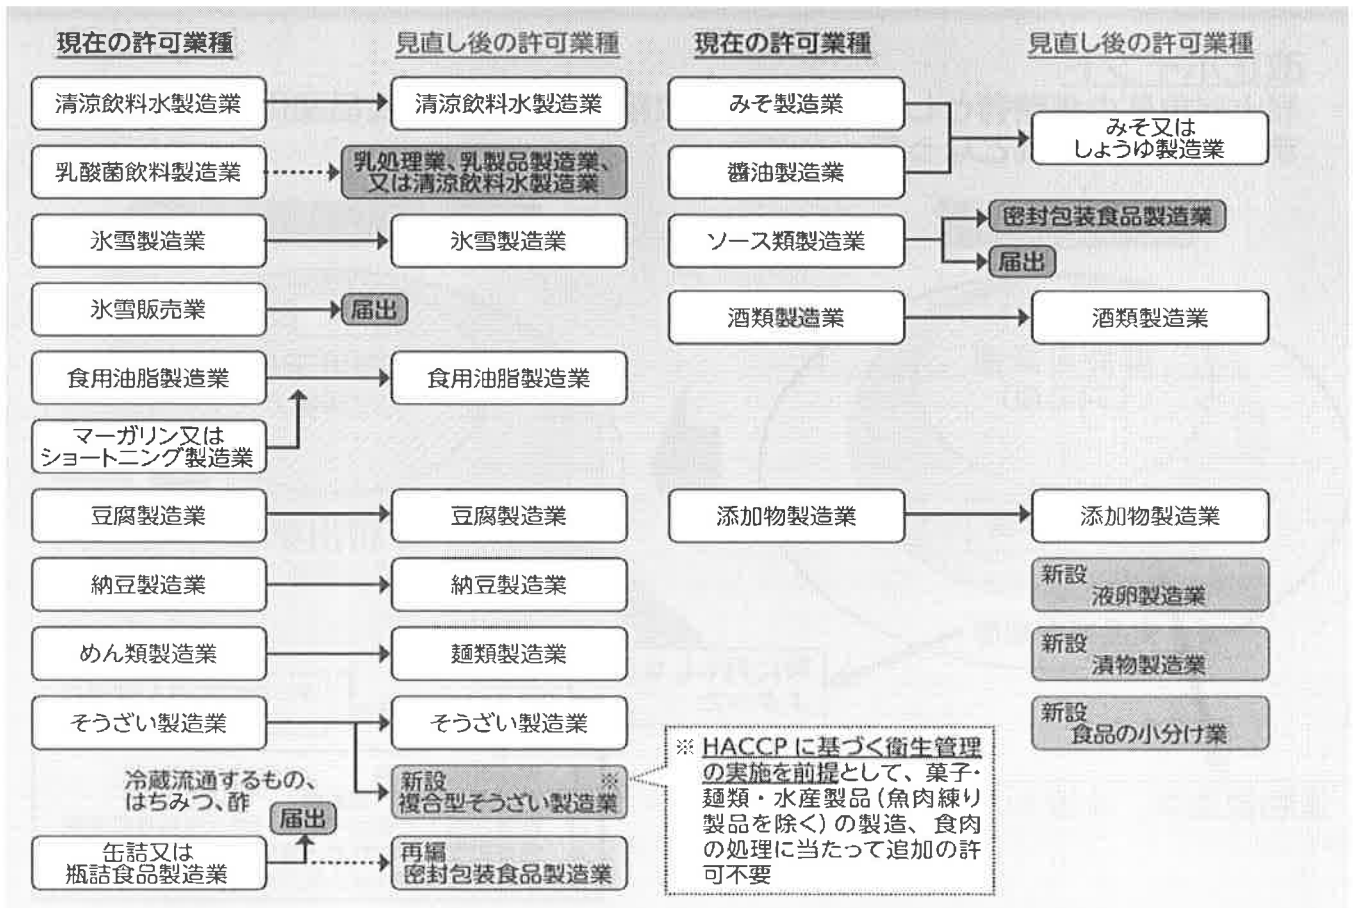 現在の許可業種
見直し後の許可業種
清涼飲料水製造業
清涼飲料水製造業
乳酸菌飲料製造業
乳処理業、乳製品製造業、
又は清涼飲料水製造業
氷雪製造業
氷雪製造業
氷雪販売業
届出
食用油脂製造業
食用油脂製造業
マーガリン又は
ショートニング製造業
豆腐製造業
豆腐製造業
納豆製造業
納豆製造業
めん類製造業
麺類製造業
そうざい製造業
そうざい製造業
新設 ※
複合型そうざい製造業
冷蔵流通するもの、
はちみつ、酢
届出
缶詰又は
瓶詰食品製造業
再編
密封包装食品製造業
現在の許可業種
見直し後の許可業種
みそ製造業
醤油製造業
みそ又は
しょうゆ製造業
ソース類製造業
密封包装食品製造業
届出
酒類製造業
酒類製造業
添加物製造業
添加物製造業
新設
液卵製造業
新設
漬物製造業
新設
食品の小分け業
※ HACCP に基づく衛生管理
の実施を前提として、菓子・
麺類・水産製品(魚肉練り
製品を除く)の製造、食肉
の処理に当たって追加の許
可不要